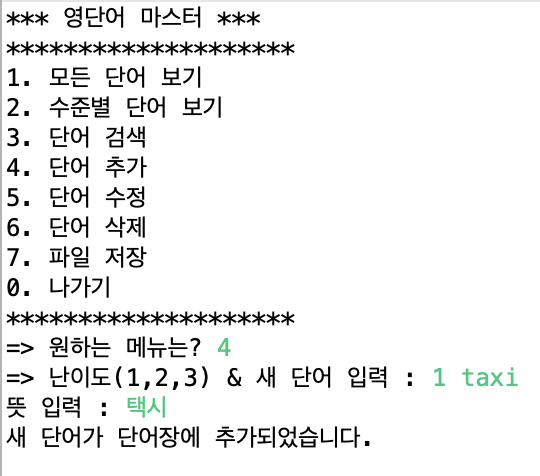 *** 영단어 마스터 ***
********************
1. 모든 단어 보기
2. 수준별 단어 보기
3. 단어 검색
4. 단어 추가
5. 단어 수정
6. 단어 삭제
7. 파일 저장
0. 나가기
********************
=> 원하는 메뉴는? 4
=> 난이도(1,2,3) & 새 단어 입력 : 1 taxi
뜻 입력 : 택시
새 단어가 단어장에 추가되었습니다.